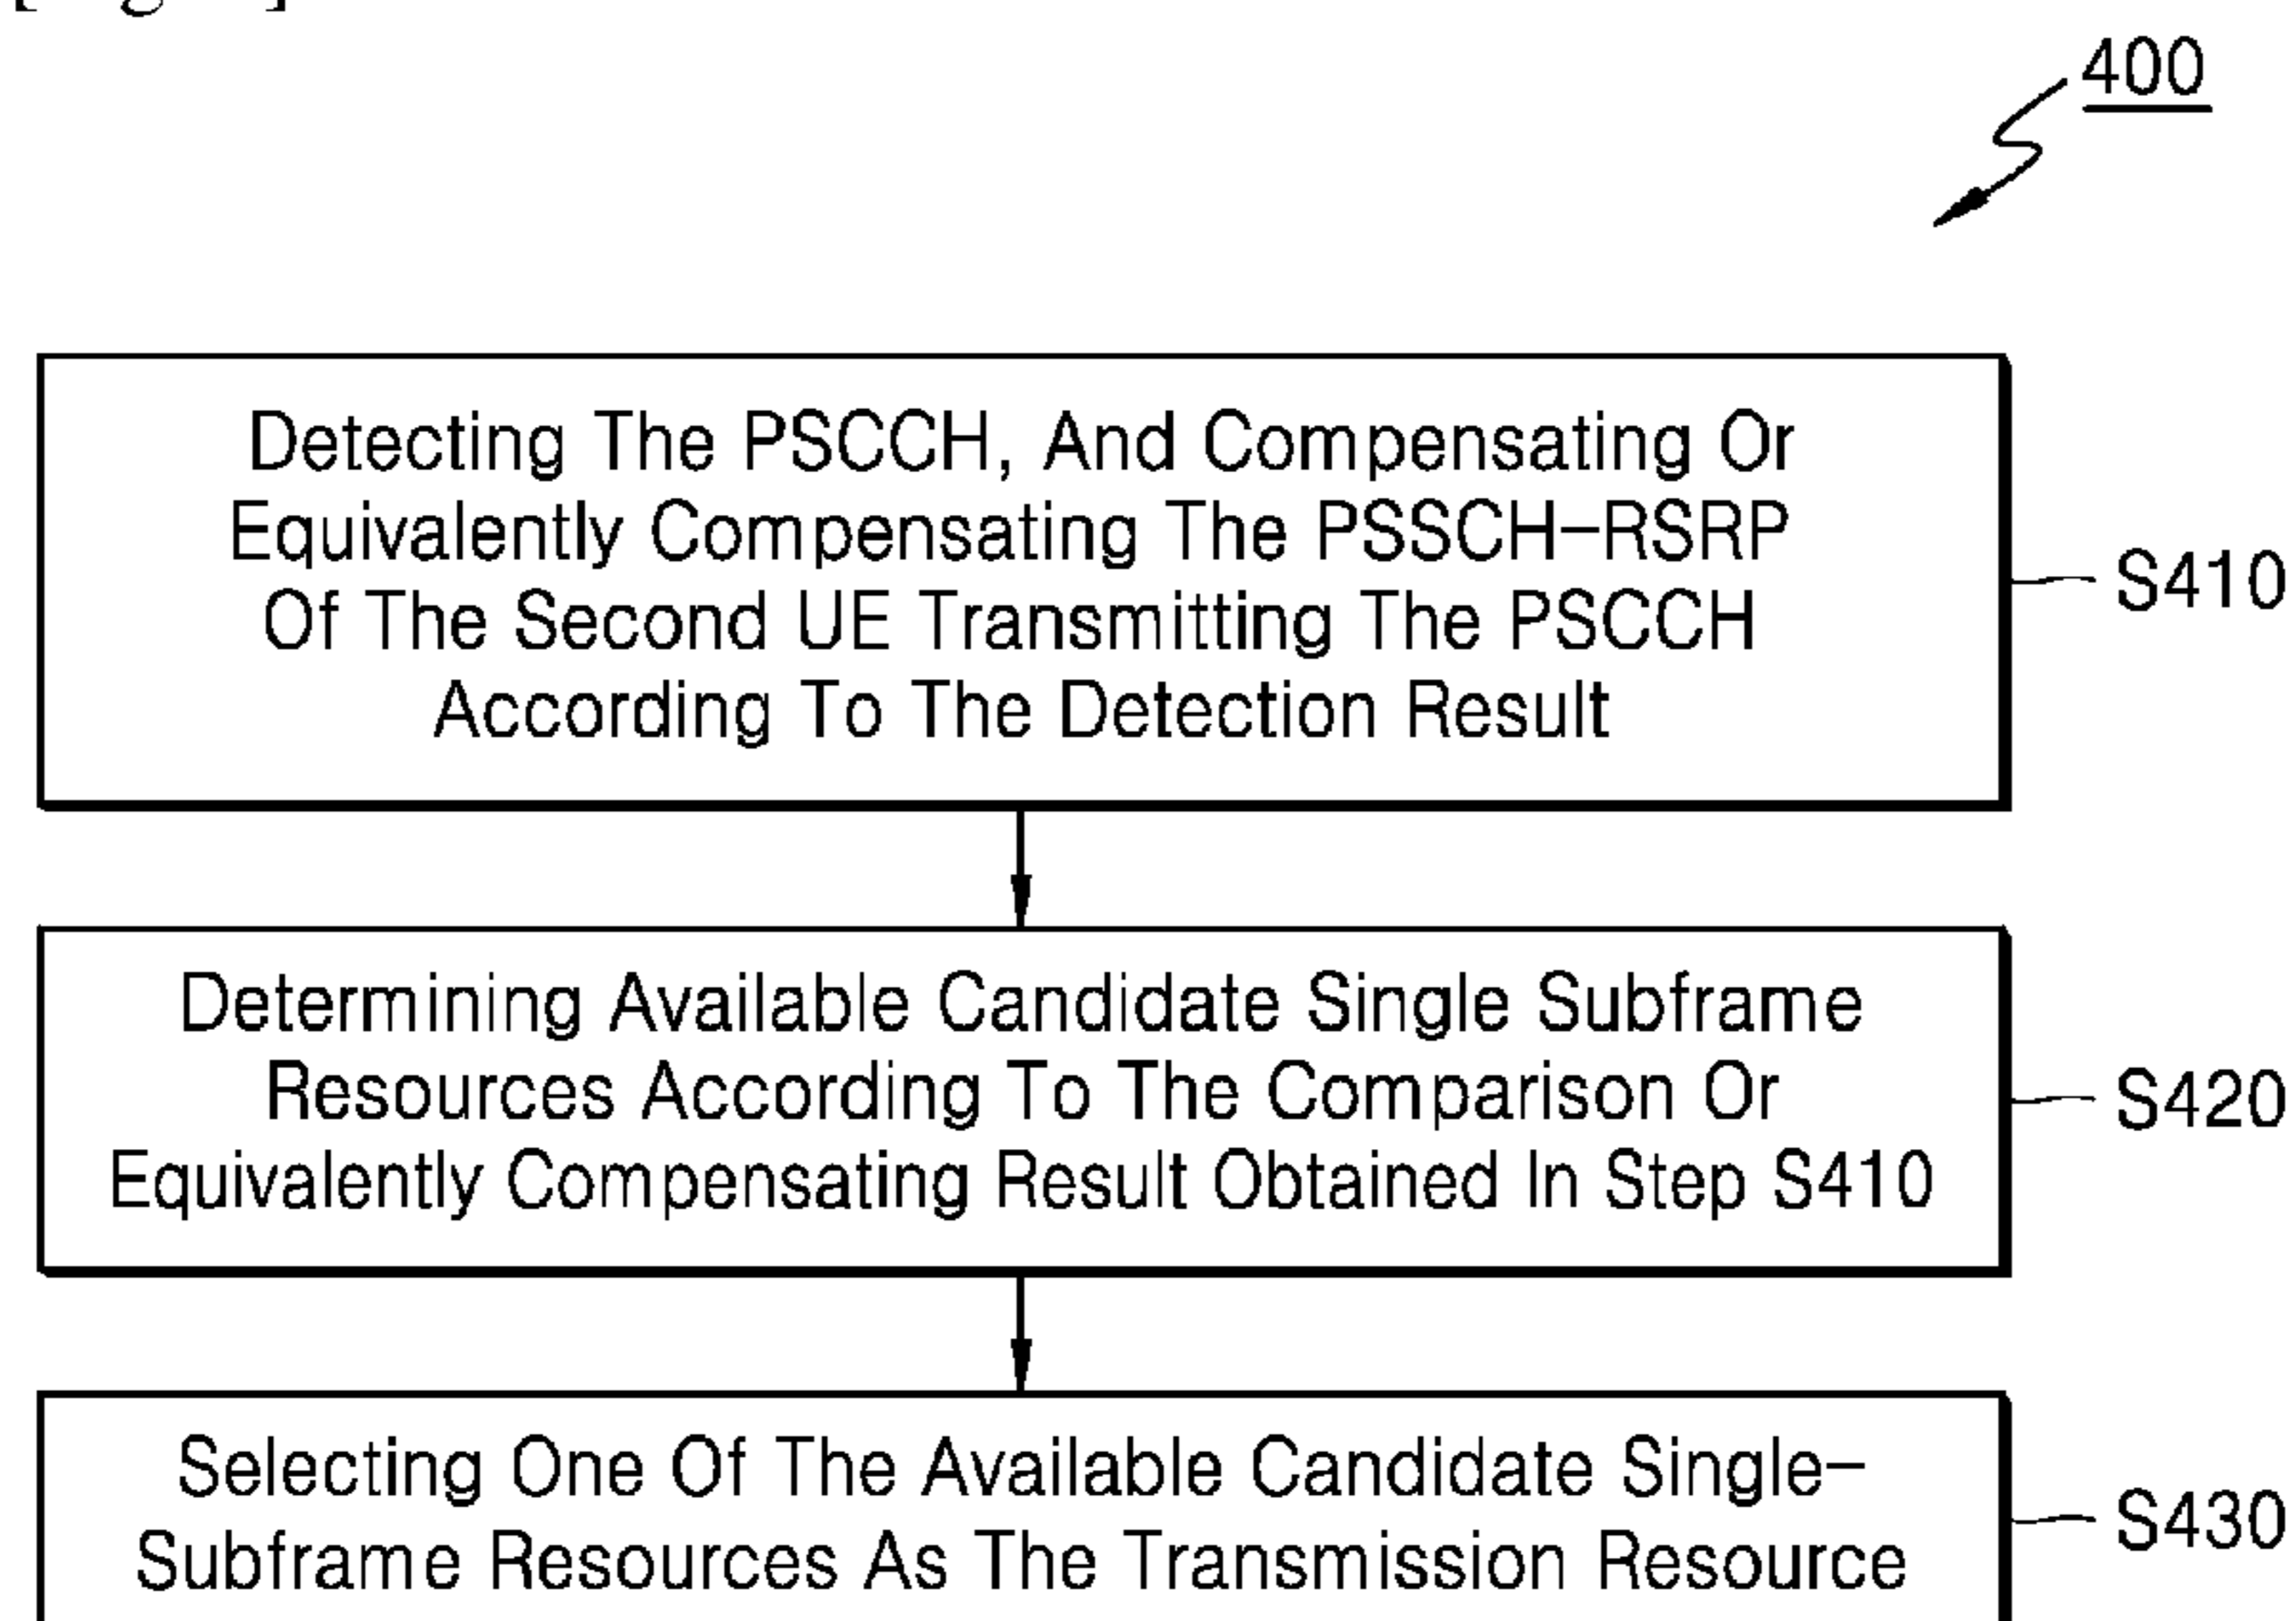 400
Detecting The PSCCH, And Compensating Or
Equivalently Compensating The PSSCH-RSRP
Of The Second UE Transmitting The PSCCH
According To The Detection Result
S410
Determining Available Candidate Single Subframe
Resources According To The Comparison Or
Equivalently Compensating Result Obtained In Step S410
S420
Selecting One Of The Available Candidate Single-
Subframe Resources As The Transmission Resource
S430